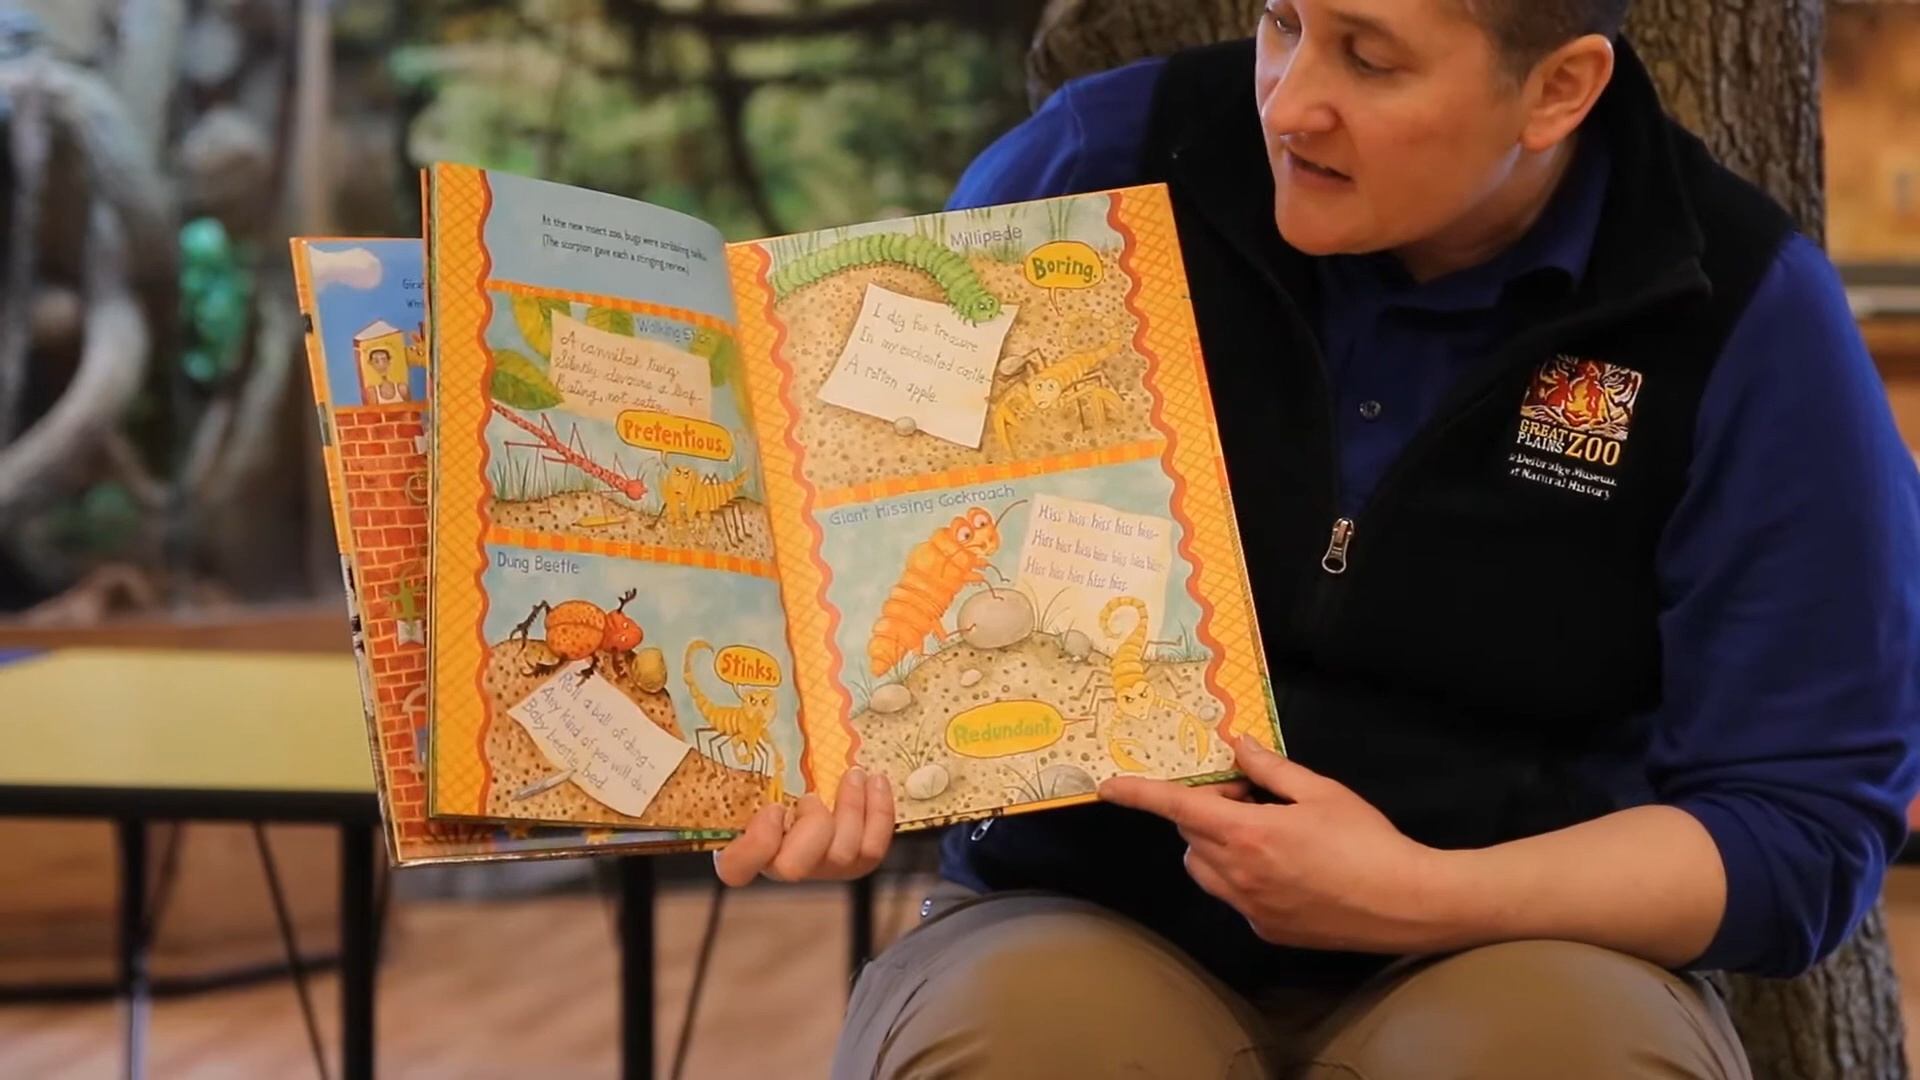 At the new insect zoo, bugs were scribbling haiku.
(The scorpion gave each a stinging review.)
Walking Stick
A cannibal twig
Silently devours a leaf—
Eating, not eating
Pretentious.
Dung Beetle
Roll a ball of dung—
Any kind of poo will do—
Baby beetle bed.
Stinks.
Millipede
Boring.
I dig for treasure
In my enchanted castle—
A rotten apple.
Giant Hissing Cockroach
Hiss hiss hiss hiss hiss—
Hiss hiss hiss hiss hiss hiss hiss—
Hiss hiss hiss hiss hiss.
Redundant.
GREAT
PLAINS ZOO
& Delbridge Museum
of Natural History